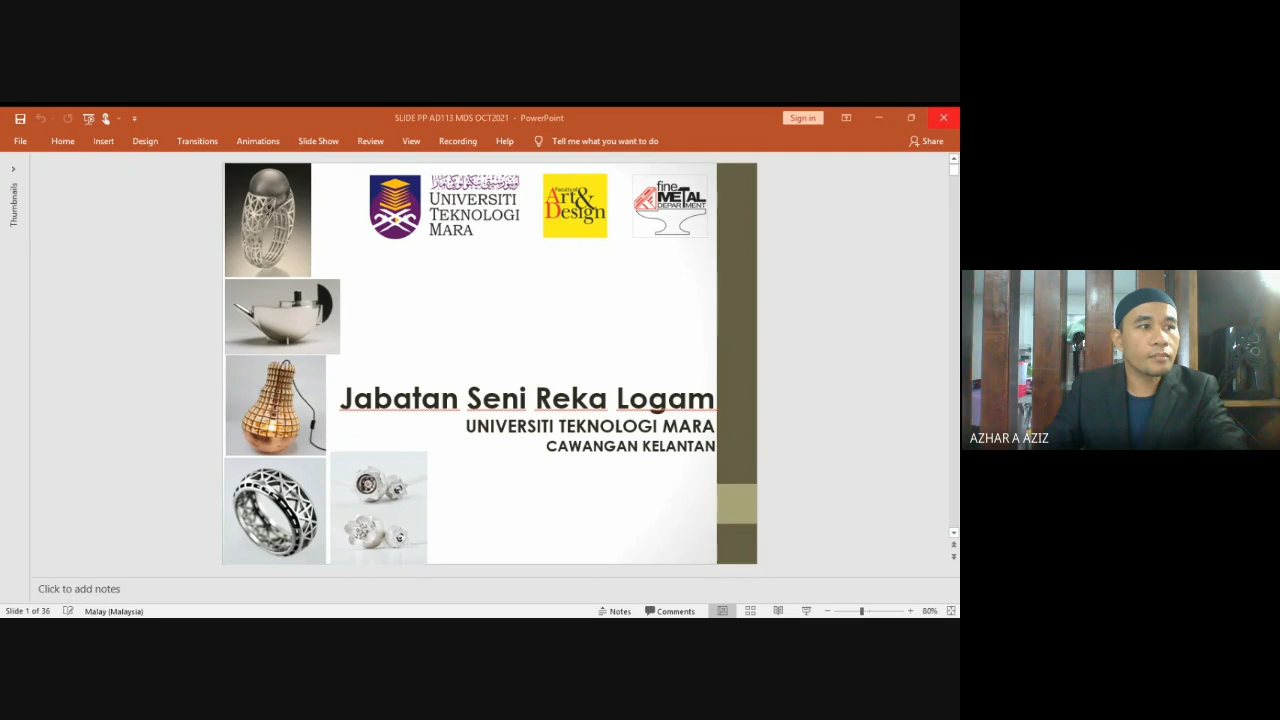 SLIDE PP AD113 MDS OCT2021 - PowerPoint
Sign in
File Home Insert Design Transitions Animations Slide Show Review View Recording Help Tell me what you want to do Share
Thumbnails
UNIVERSITI
TEKNOLOGI
MARA
Faculty of
Art&
Design
fine
METAL
DEPARTMENT
Jabatan Seni Reka Logam
UNIVERSITI TEKNOLOGI MARA
CAWANGAN KELANTAN
AZHAR A AZIZ
Click to add notes
Slide 1 of 36 Malay (Malaysia) Notes Comments 80%